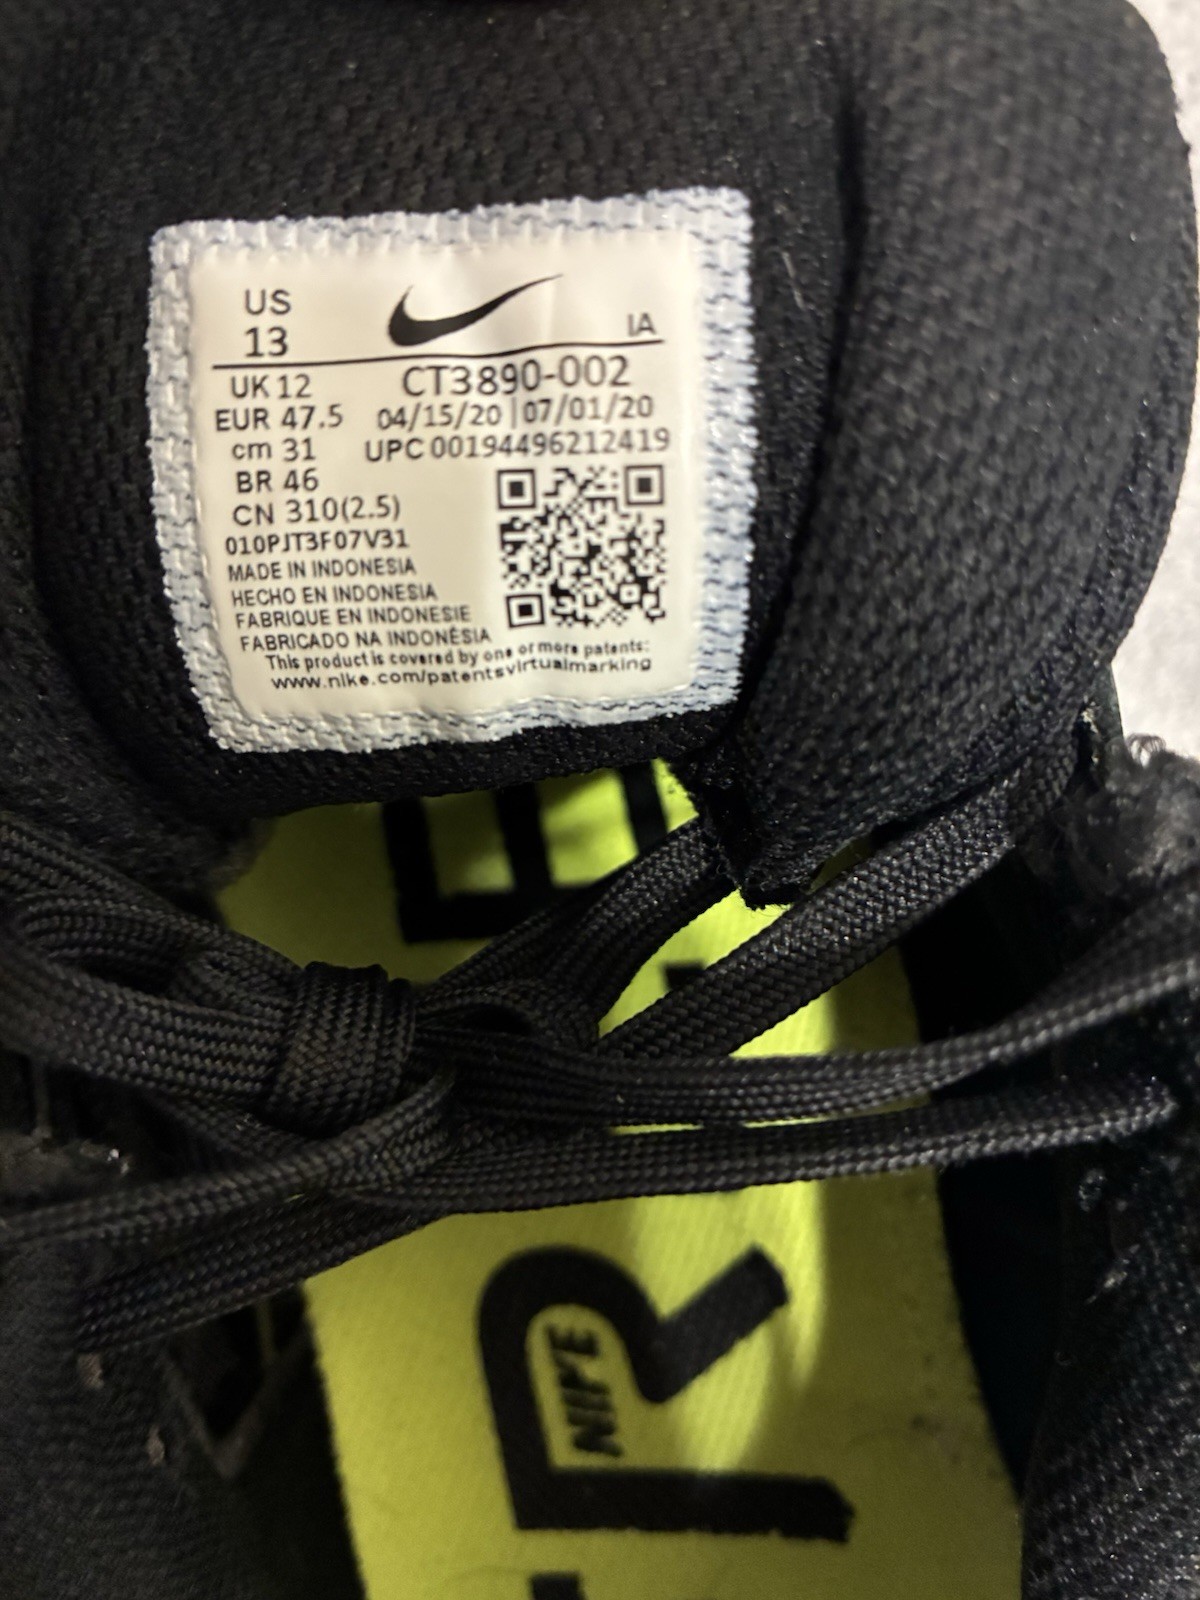 US
13
IA
UK 12
CT3890-002
EUR 47.5
04/15/20 | 07/01/20
cm 31
UPC 00194496212419
BR 46
CN 310(2.5)
010PJT3F07V31
MADE IN INDONESIA
HECHO EN INDONESIA
FABRIQUE EN INDONESIE
FABRICADO NA INDONÉSIA
This product is covered by one or more patents:
www.nike.com/patentsvirtualmarking
R
NIKE